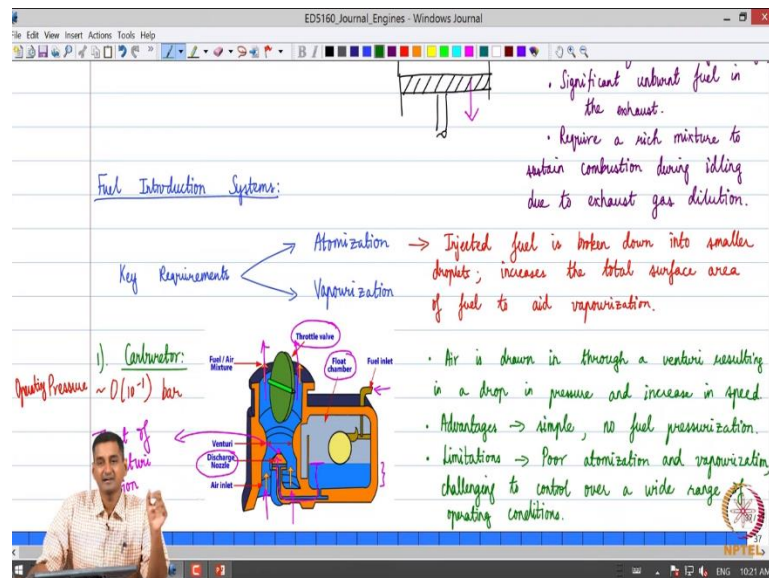 ED5160_Journal_Engines - Windows Journal
File Edit View Insert Actions Tools Help
• Significant unburnt fuel in
the exhaust.
• Require a rich mixture to
sustain combustion during idling
due to exhaust gas dilution.
Fuel Introduction Systems:
Key Requirements
Atomization → Injected fuel is broken down into smaller
droplets; increases the total surface area
of fuel to aid vapourization.
Vapourization
1). Carburetor:
Operating Pressure ~ O(10⁻¹) bar
Throttle valve
Fuel / Air
Mixture
Float
chamber
Fuel inlet
Venturi
Discharge
Nozzle
Air inlet
of
• Air is drawn in through a venturi resulting
in a drop in pressure and increase in speed.
• Advantages → simple, no fuel pressurization.
• Limitations → Poor atomization and vapourization,
challenging to control over a wide range of
operating conditions.
37
NPTEL
ENG 10:21 AM